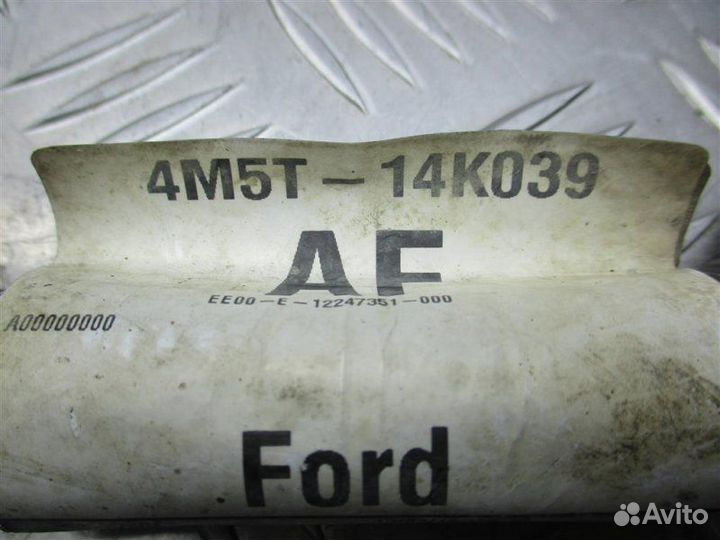 4M5T-14K039
AF
EE00-E-12247351-000
A00000000
Ford
Avito